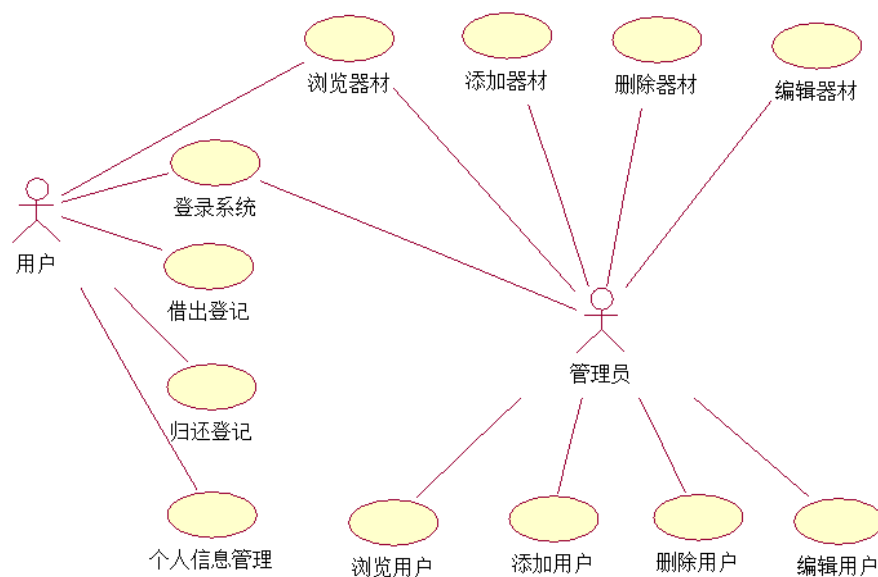 浏览器材
添加器材
删除器材
编辑器材
登录系统
用户
借出登记
管理员
归还登记
个人信息管理
浏览用户
添加用户
删除用户
编辑用户